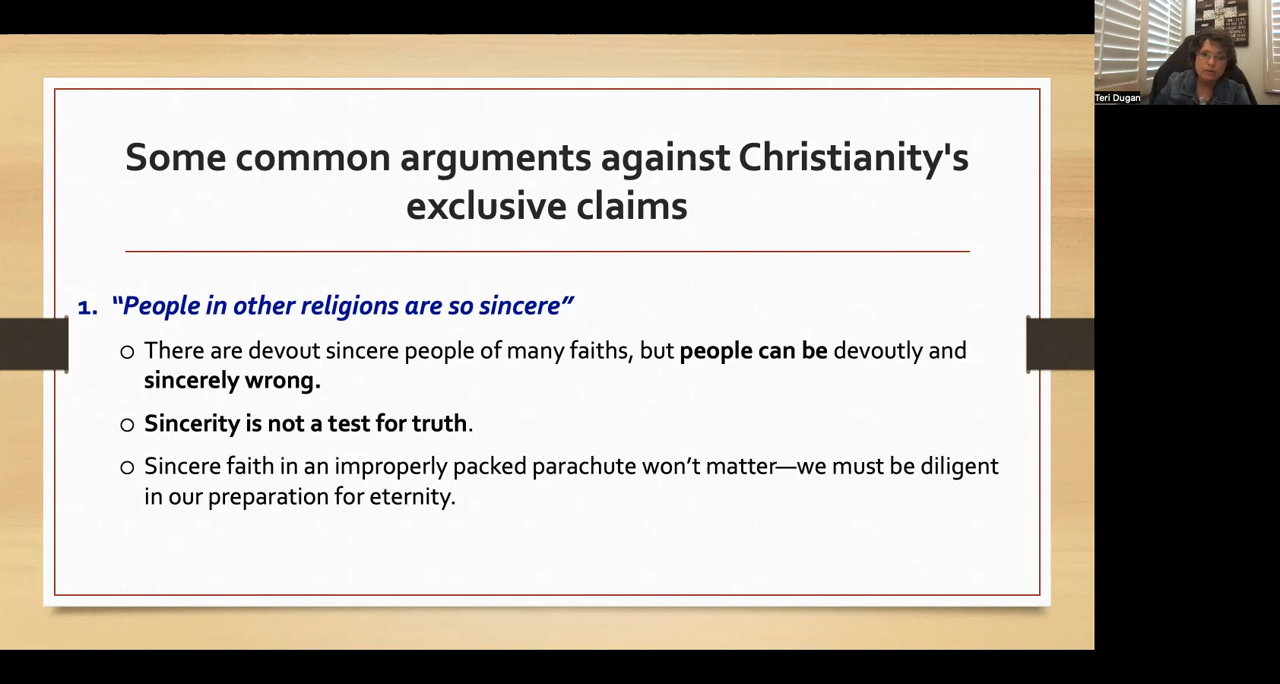 Some common arguments against Christianity's
exclusive claims
1. “People in other religions are so sincere”
○ There are devout sincere people of many faiths, but people can be devoutly and
sincerely wrong.
○ Sincerity is not a test for truth.
○ Sincere faith in an improperly packed parachute won’t matter—we must be diligent
in our preparation for eternity.
Teri Dugan